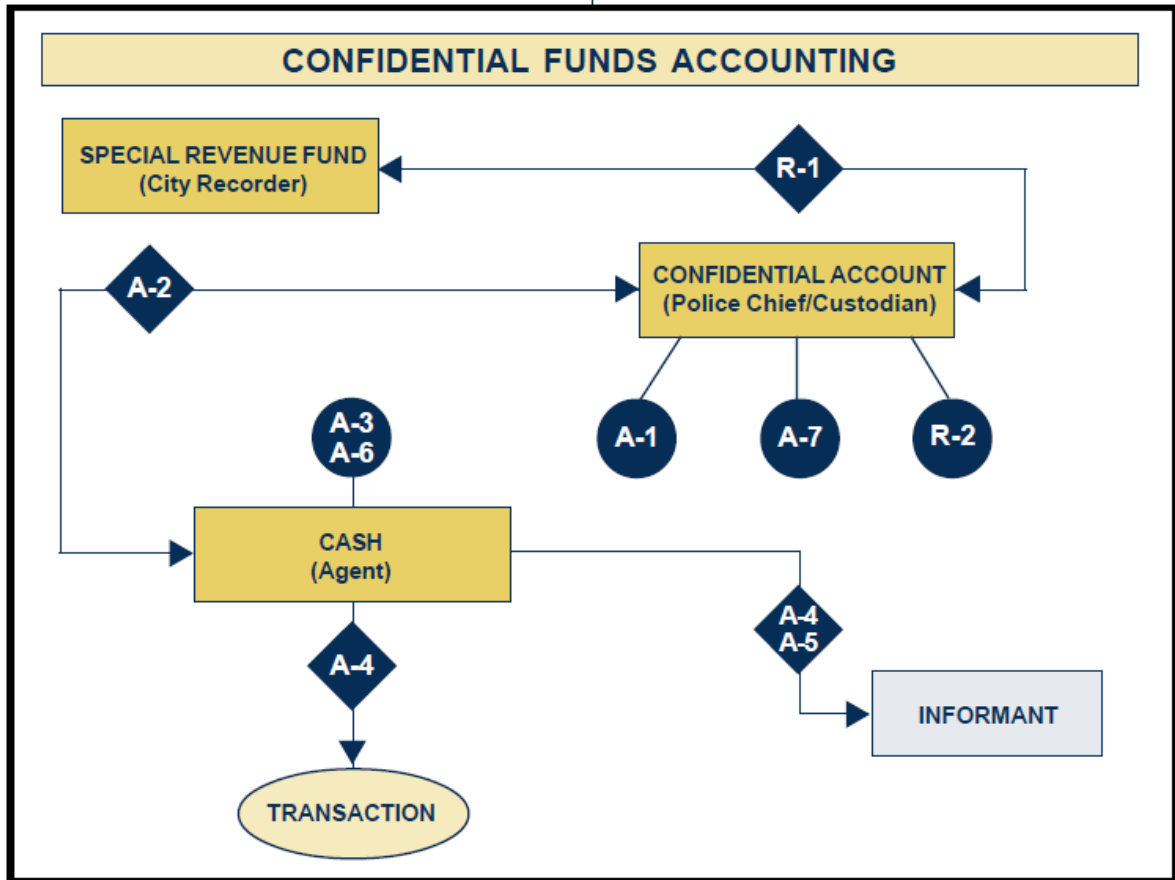 CONFIDENTIAL FUNDS ACCOUNTING
SPECIAL REVENUE FUND
(City Recorder)
R-1
A-2
CONFIDENTIAL ACCOUNT
(Police Chief/Custodian)
A-3
A-6
A-1
A-7
R-2
CASH
(Agent)
A-4
A-4
A-5
INFORMANT
TRANSACTION